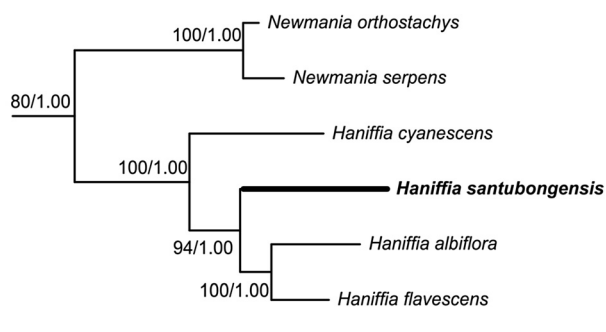 Newmania orthostachys
100/1.00
Newmania serpens
80/1.00
Haniffia cyanescens
100/1.00
Haniffia santubongensis
94/1.00
Haniffia albiflora
100/1.00
Haniffia flavescens